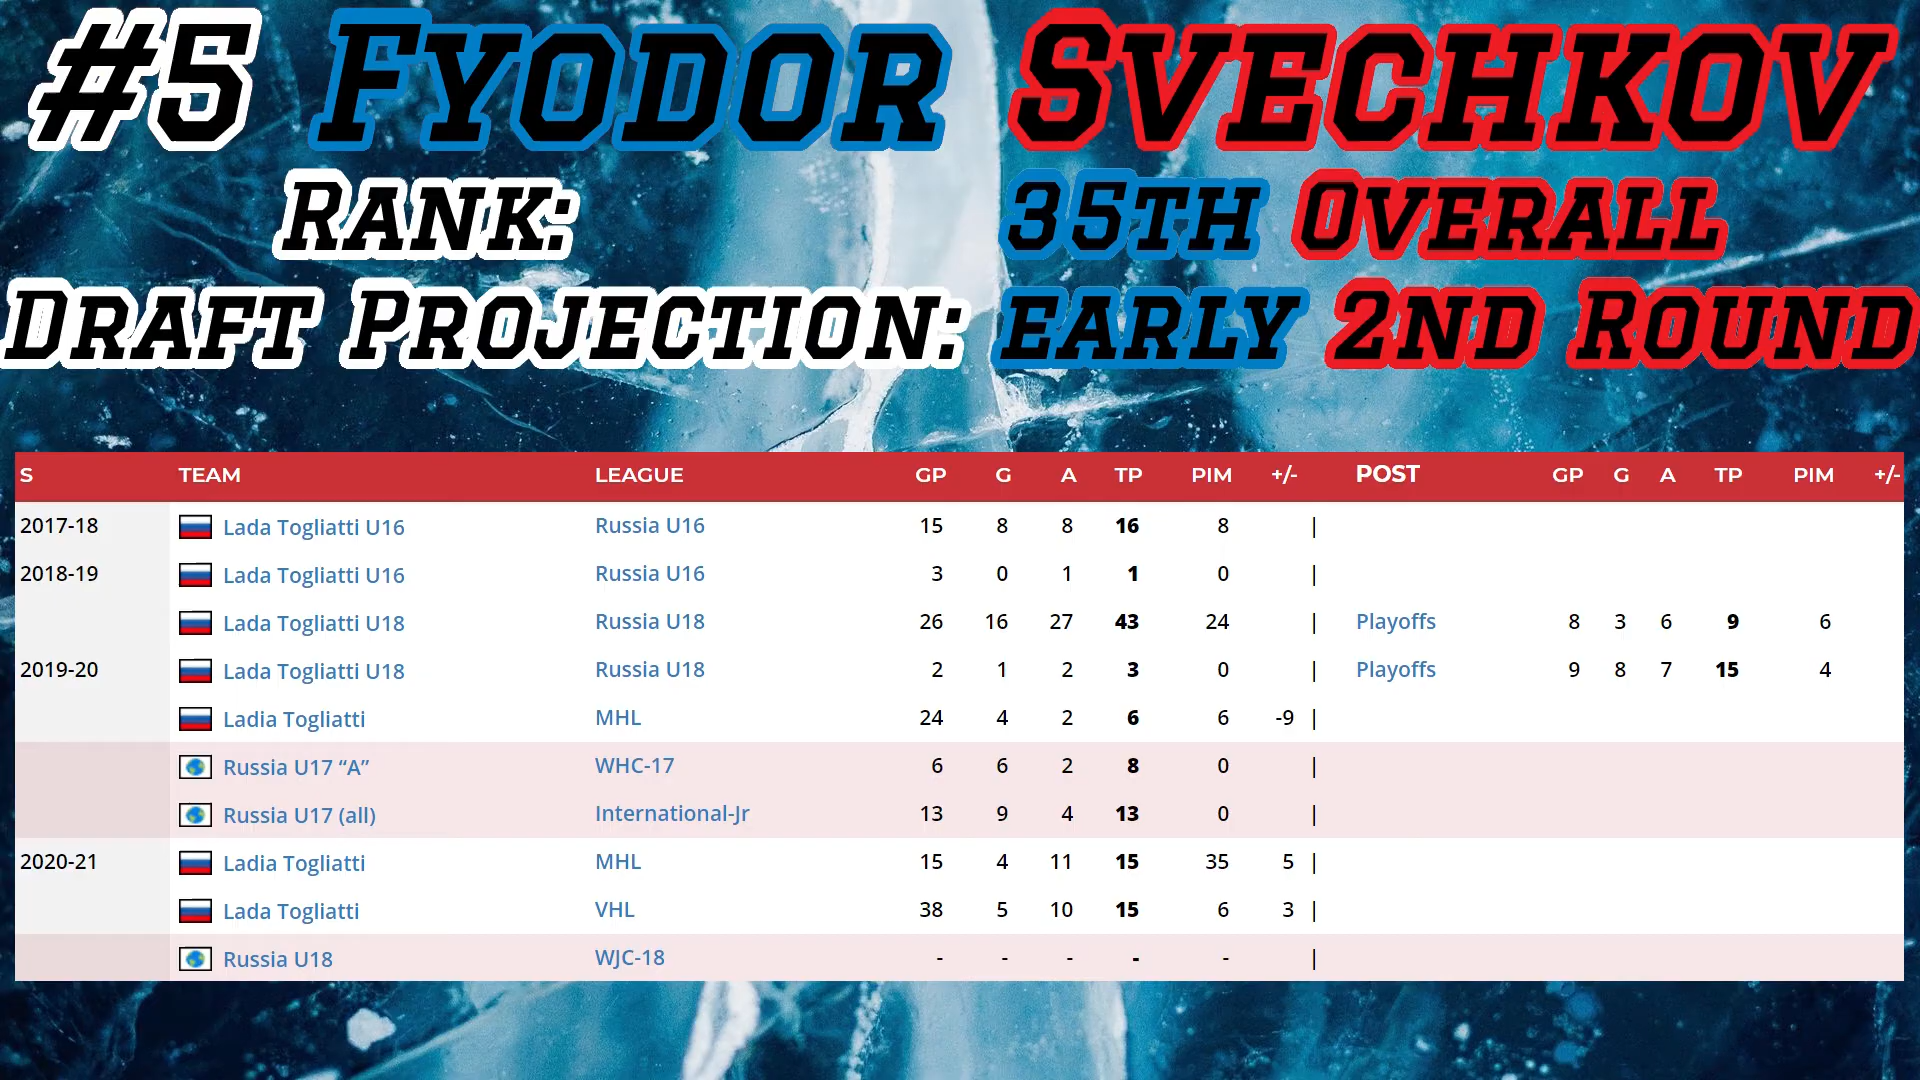 #5 Fyodor Svechkov
Rank: 35th Overall
Draft Projection: early 2nd Round
S TEAM LEAGUE GP G A TP PIM +/- POST GP G A TP PIM +/-
2017-18 Lada Togliatti U16 Russia U16 15 8 8 16 8 |
2018-19 Lada Togliatti U16 Russia U16 3 0 1 1 0 |
Lada Togliatti U18 Russia U18 26 16 27 43 24 | Playoffs 8 3 6 9 6
2019-20 Lada Togliatti U18 Russia U18 2 1 2 3 0 | Playoffs 9 8 7 15 4
Ladia Togliatti MHL 24 4 2 6 6 -9 |
Russia U17 “A” WHC-17 6 6 2 8 0 |
Russia U17 (all) International-Jr 13 9 4 13 0 |
2020-21 Ladia Togliatti MHL 15 4 11 15 35 5 |
Lada Togliatti VHL 38 5 10 15 6 3 |
Russia U18 WJC-18 - - - - - |